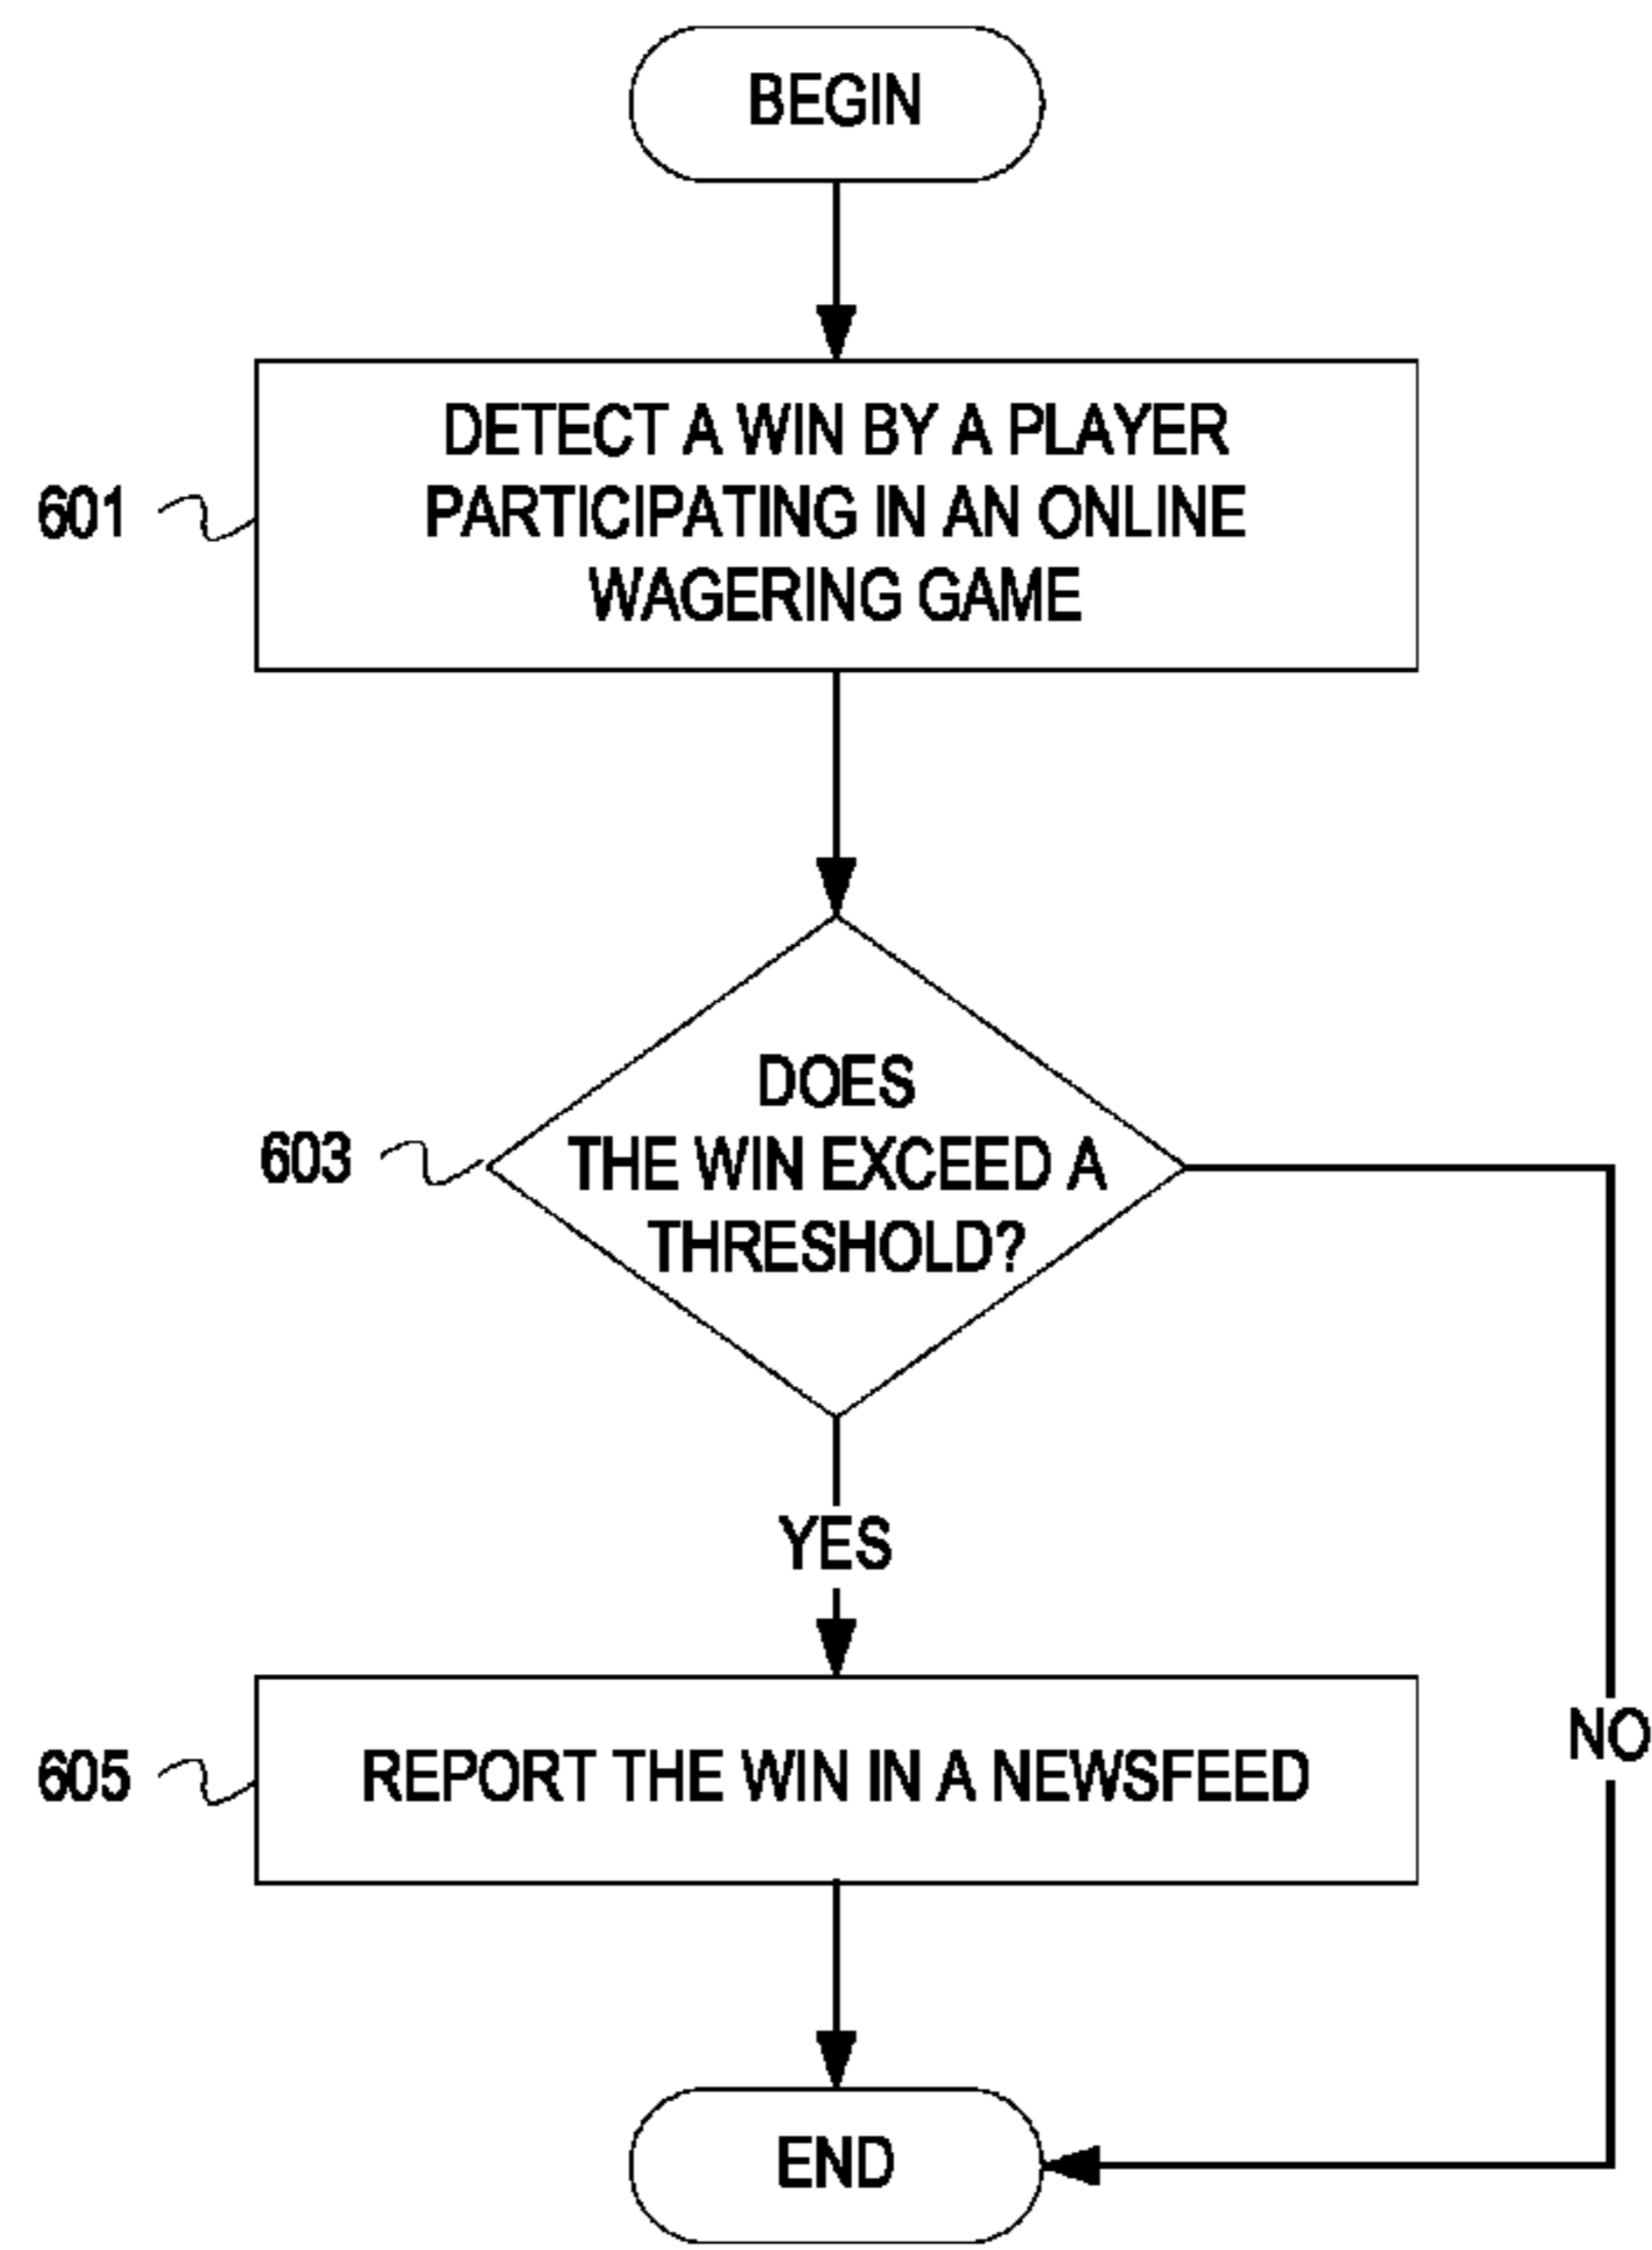 BEGIN
601
DETECT A WIN BY A PLAYER
PARTICIPATING IN AN ONLINE
WAGERING GAME
603
DOES
THE WIN EXCEED A
THRESHOLD?
YES
NO
605
REPORT THE WIN IN A NEWSFEED
END